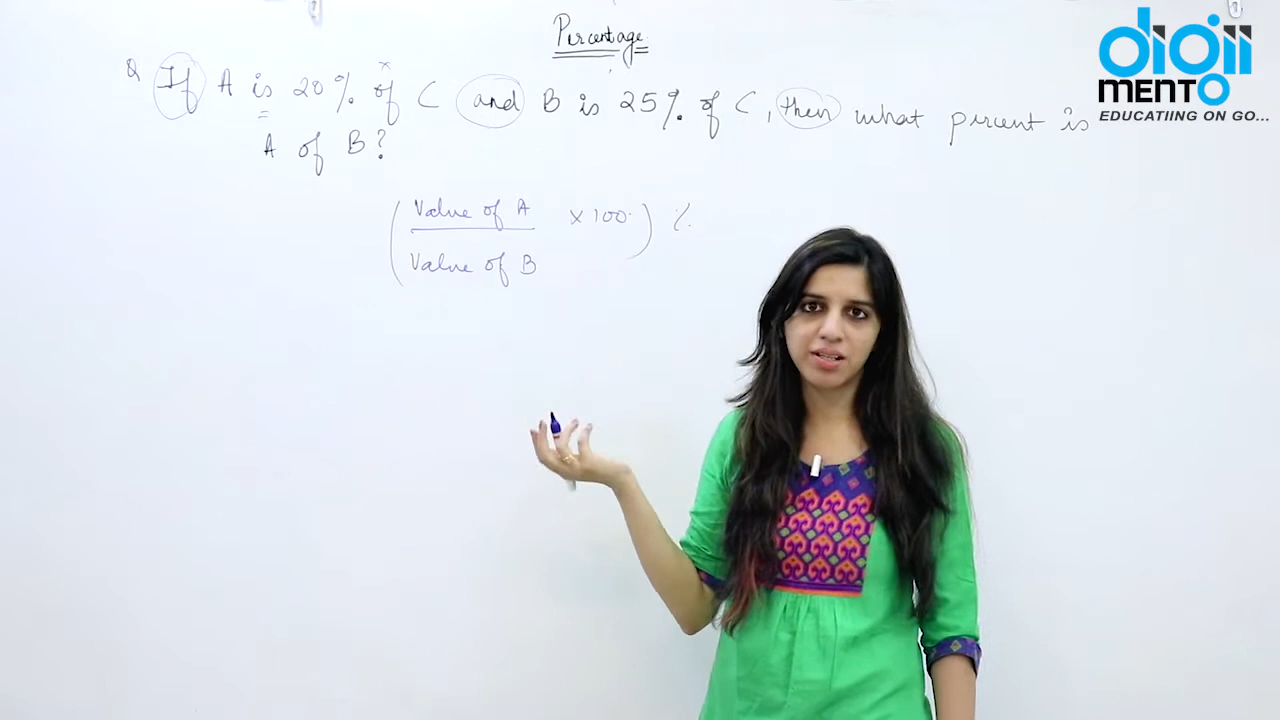 Percentage
Q If A is 20% of C and B is 25% of C, then what percent is
A of B?
Value of A × 100 %
Value of B
DIGII
MENTO
EDUCATIING ON GO...